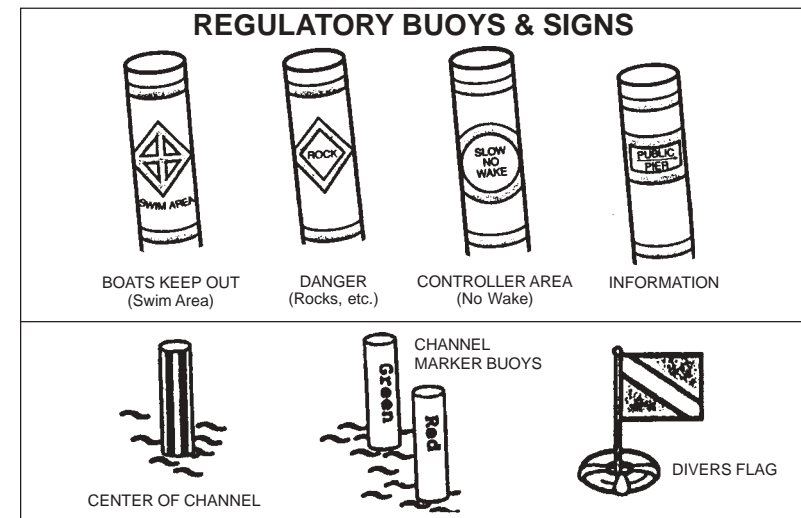 REGULATORY BUOYS & SIGNS
SWIM AREA
ROCK
SLOW
NO
WAKE
PUBLIC
PIER
BOATS KEEP OUT
(Swim Area)
DANGER
(Rocks, etc.)
CONTROLLER AREA
(No Wake)
INFORMATION
CHANNEL
MARKER BUOYS
Green
Red
CENTER OF CHANNEL
DIVERS FLAG